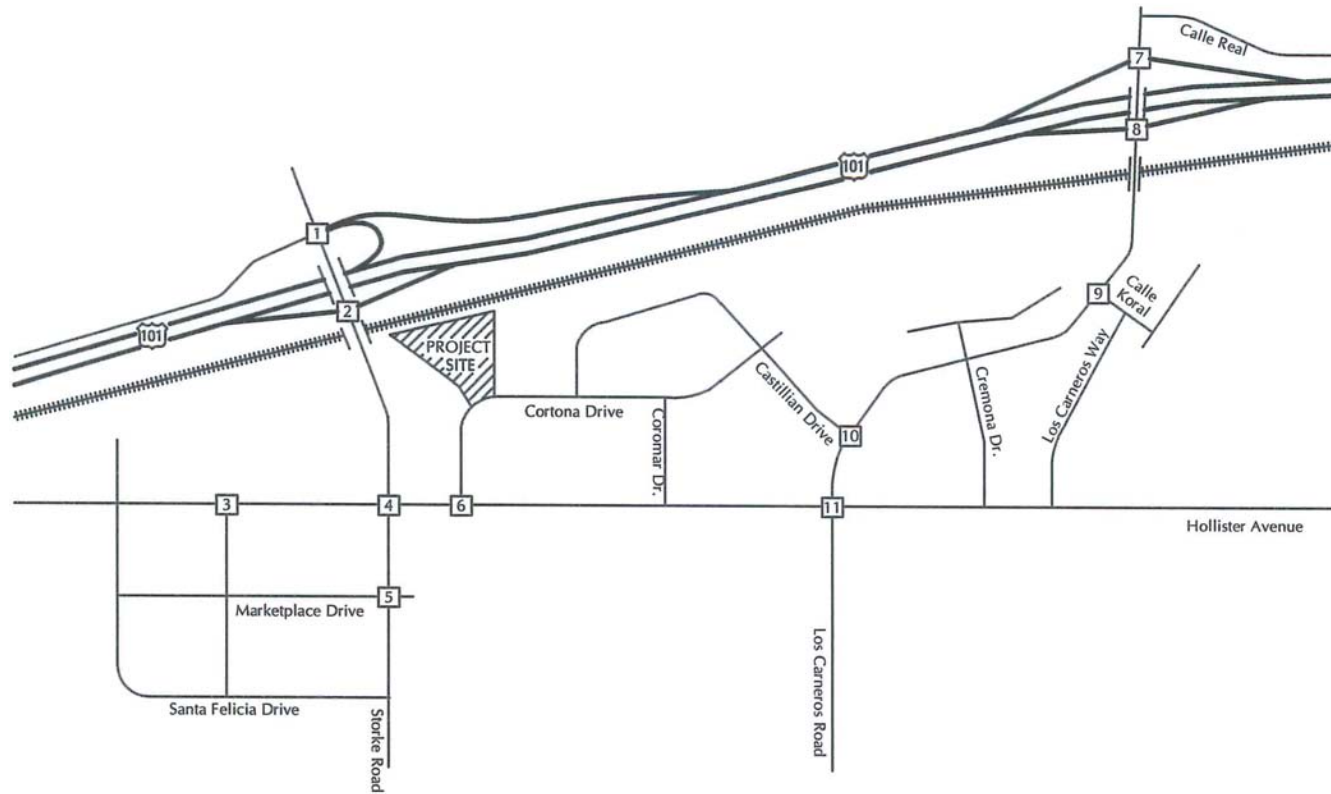 Calle Real
7
8
101
1
2
101
PROJECT
SITE
9
Calle
Koral
Cortona Drive
Coromar Dr.
Castillian Drive
10
Cremona Dr.
Los Carneros Way
3
4
6
11
Hollister Avenue
5
Marketplace Drive
Santa Felicia Drive
Storke Road
Los Carneros Road